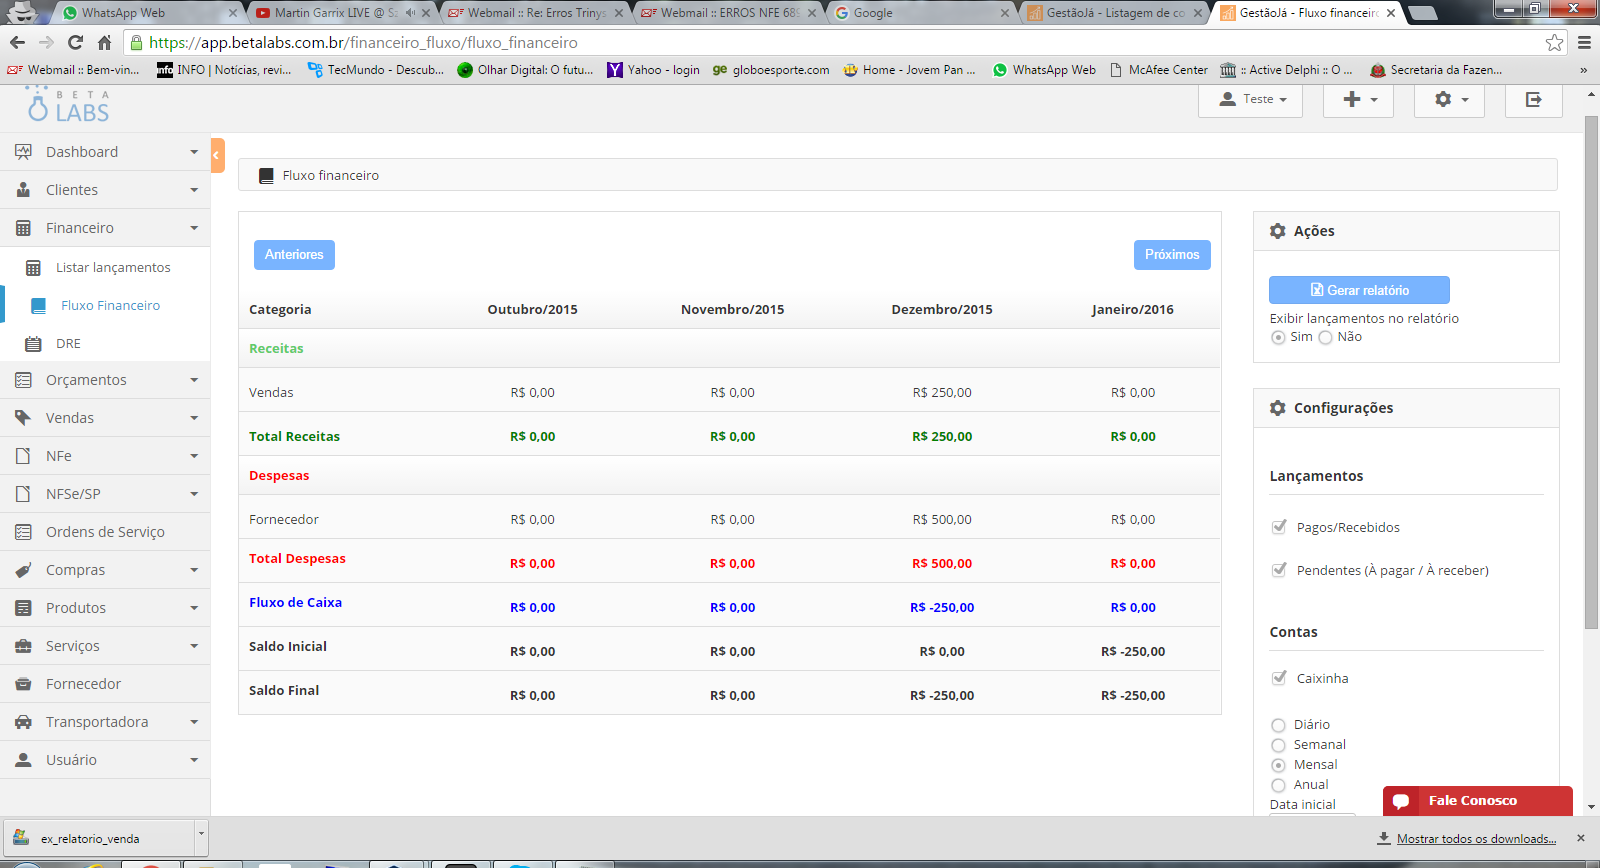 WhatsApp Web
Martin Garrix LIVE @ Sz
Webmail :: Re: Erros Trinys
Webmail :: ERROS NFE 689
Google
GestãoJá - Listagem de co
GestãoJá - Fluxo financeiro
https://app.betalabs.com.br/financeiro_fluxo/fluxo_financeiro
Webmail :: Bem-vin...
INFO | Notícias, revi...
TecMundo - Descub...
Olhar Digital: O futu...
Yahoo - login
globoesporte.com
Home - Jovem Pan ...
WhatsApp Web
McAfee Center
:: Active Delphi :: O ...
Secretaria da Fazen...
»
BETA
LABS
Teste
Dashboard
Clientes
Financeiro
Listar lançamentos
Fluxo Financeiro
DRE
Orçamentos
Vendas
NFe
NFSe/SP
Ordens de Serviço
Compras
Produtos
Serviços
Fornecedor
Transportadora
Usuário
Fluxo financeiro
Anteriores
Próximos
Categoria Outubro/2015 Novembro/2015 Dezembro/2015 Janeiro/2016
Receitas
Vendas R$ 0,00 R$ 0,00 R$ 250,00 R$ 0,00
Total Receitas R$ 0,00 R$ 0,00 R$ 250,00 R$ 0,00
Despesas
Fornecedor R$ 0,00 R$ 0,00 R$ 500,00 R$ 0,00
Total Despesas R$ 0,00 R$ 0,00 R$ 500,00 R$ 0,00
Fluxo de Caixa R$ 0,00 R$ 0,00 R$ -250,00 R$ 0,00
Saldo Inicial R$ 0,00 R$ 0,00 R$ 0,00 R$ -250,00
Saldo Final R$ 0,00 R$ 0,00 R$ -250,00 R$ -250,00
Ações
Gerar relatório
Exibir lançamentos no relatório
Sim Não
Configurações
Lançamentos
Pagos/Recebidos
Pendentes (À pagar / À receber)
Contas
Caixinha
Diário
Semanal
Mensal
Anual
Data inicial
Fale Conosco
ex_relatorio_venda
Mostrar todos os downloads...